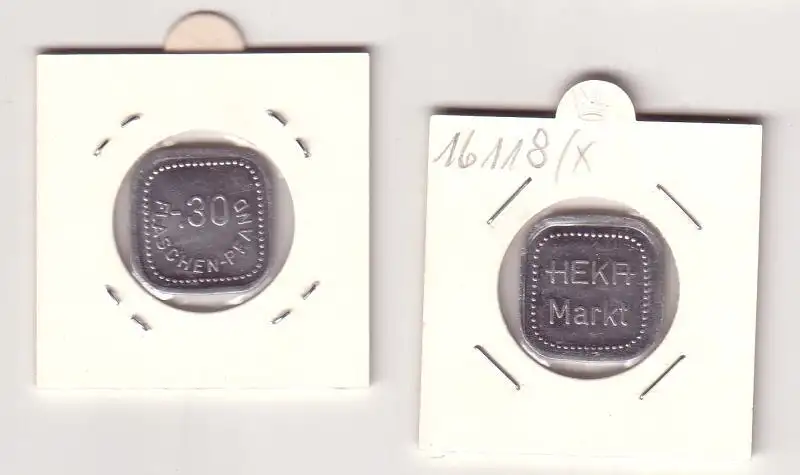 -.30
FLASCHEN-PFAND
16118/x
HEKA
Markt